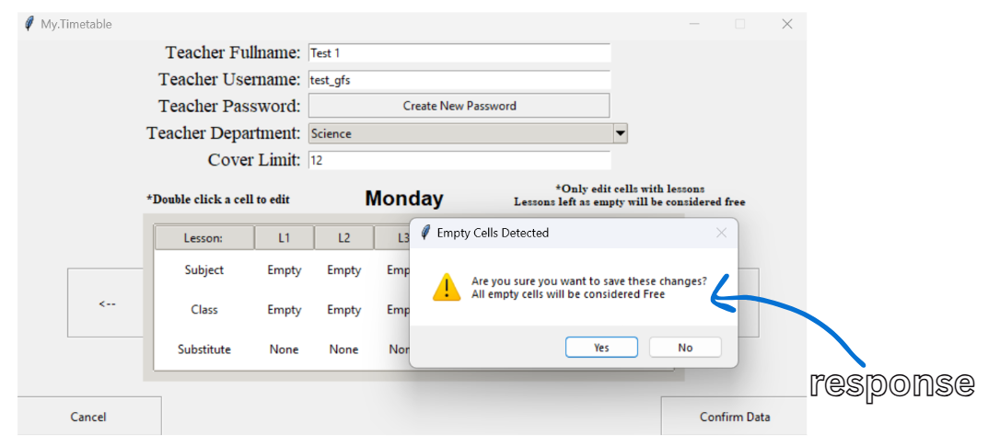 My.Timetable
Teacher Fullname: Test 1
Teacher Username: test_gfs
Teacher Password: Create New Password
Teacher Department: Science
Cover Limit: 12
*Double click a cell to edit
Monday
*Only edit cells with lessons
Lessons left as empty will be considered free
Lesson: L1 L2 L3
Subject Empty Empty Emp
Class Empty Empty Emp
Substitute None None Nor
<--
Empty Cells Detected
Are you sure you want to save these changes?
All empty cells will be considered Free
Yes No
response
Cancel Confirm Data